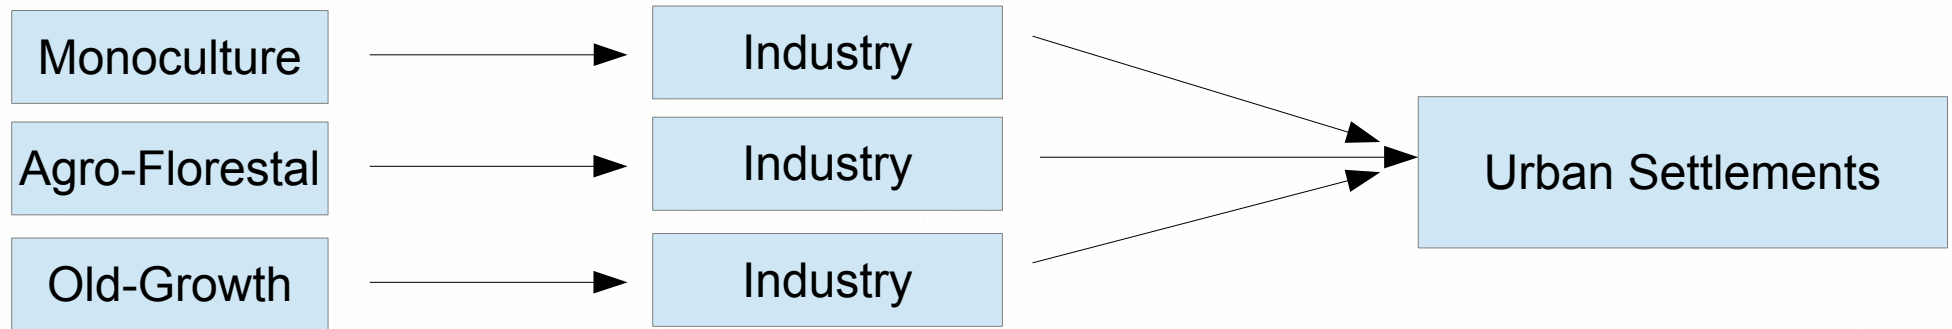 Monoculture
Industry
Agro-Florestal
Industry
Urban Settlements
Old-Growth
Industry